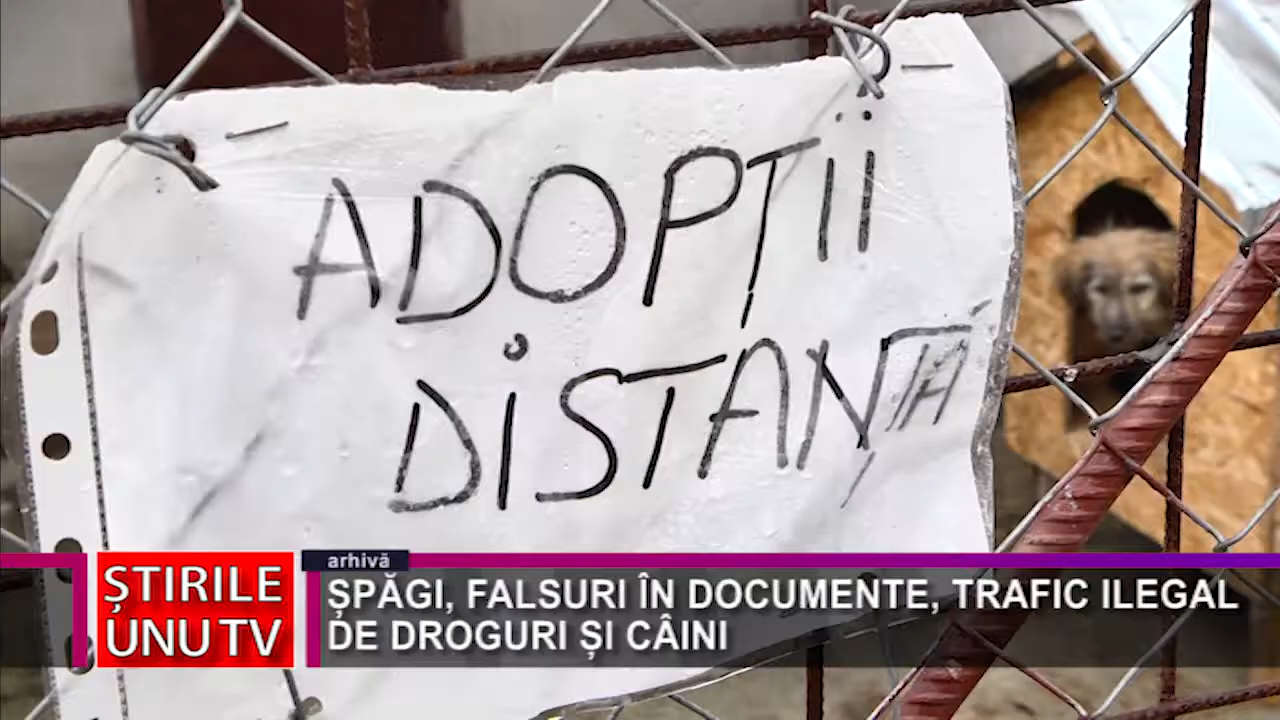 ADOPȚII
DISTANȚĂ
arhivă
ȘTIRILE
UNU TV
ȘPĂGI, FALSURI ÎN DOCUMENTE, TRAFIC ILEGAL
DE DROGURI ȘI CÂINI